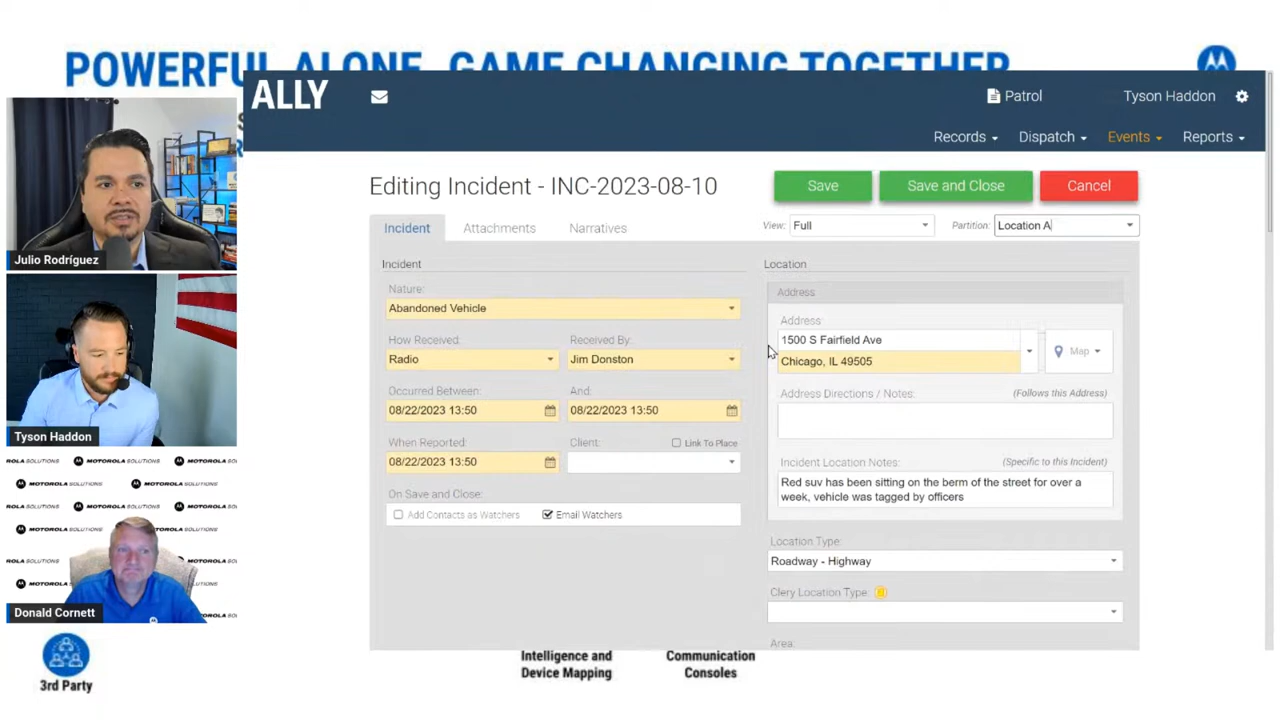 POWERFUL ALONE, GAME CHANGING TOGETHER
ALLY
Patrol
Tyson Haddon
Records
Dispatch
Events
Reports
Editing Incident - INC-2023-08-10
Save
Save and Close
Cancel
Incident
Attachments
Narratives
View: Full
Partition: Location A
Incident
Nature:
Abandoned Vehicle
How Received:
Radio
Received By:
Jim Donston
Occurred Between:
08/22/2023 13:50
And:
08/22/2023 13:50
When Reported:
08/22/2023 13:50
Client:
Link To Place
On Save and Close:
Add Contacts as Watchers
Email Watchers
Location
Address
Address:
1500 S Fairfield Ave
Chicago, IL 49505
Map
Address Directions / Notes:
(Follows this Address)
Incident Location Notes:
(Specific to this Incident)
Red suv has been sitting on the berm of the street for over a
week, vehicle was tagged by officers
Location Type:
Roadway - Highway
Clery Location Type:
Area:
Julio Rodríguez
Tyson Haddon
MOTOROLA SOLUTIONS
Donald Cornett
3rd Party
Intelligence and
Device Mapping
Communication
Consoles